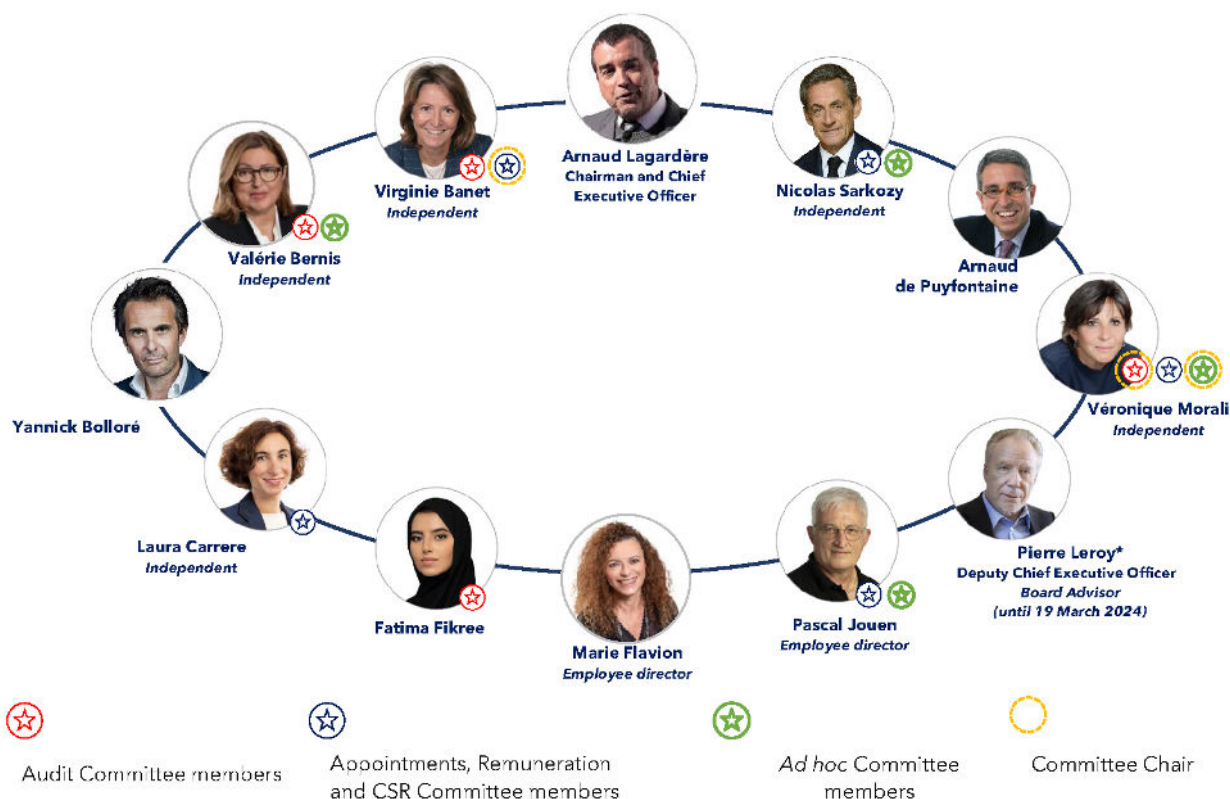 Arnaud Lagardère
Chairman and Chief
Executive Officer
Virginie Banet
Independent
Nicolas Sarkozy
Independent
Valérie Bernis
Independent
Arnaud
de Puyfontaine
Yannick Bolloré
Véronique Morali
Independent
Laura Carrere
Independent
Fatima Fikree
Marie Flavion
Employee director
Pascal Jouen
Employee director
Pierre Leroy*
Deputy Chief Executive Officer
Board Advisor
(until 19 March 2024)
Audit Committee members
Appointments, Remuneration
and CSR Committee members
Ad hoc Committee
members
Committee Chair